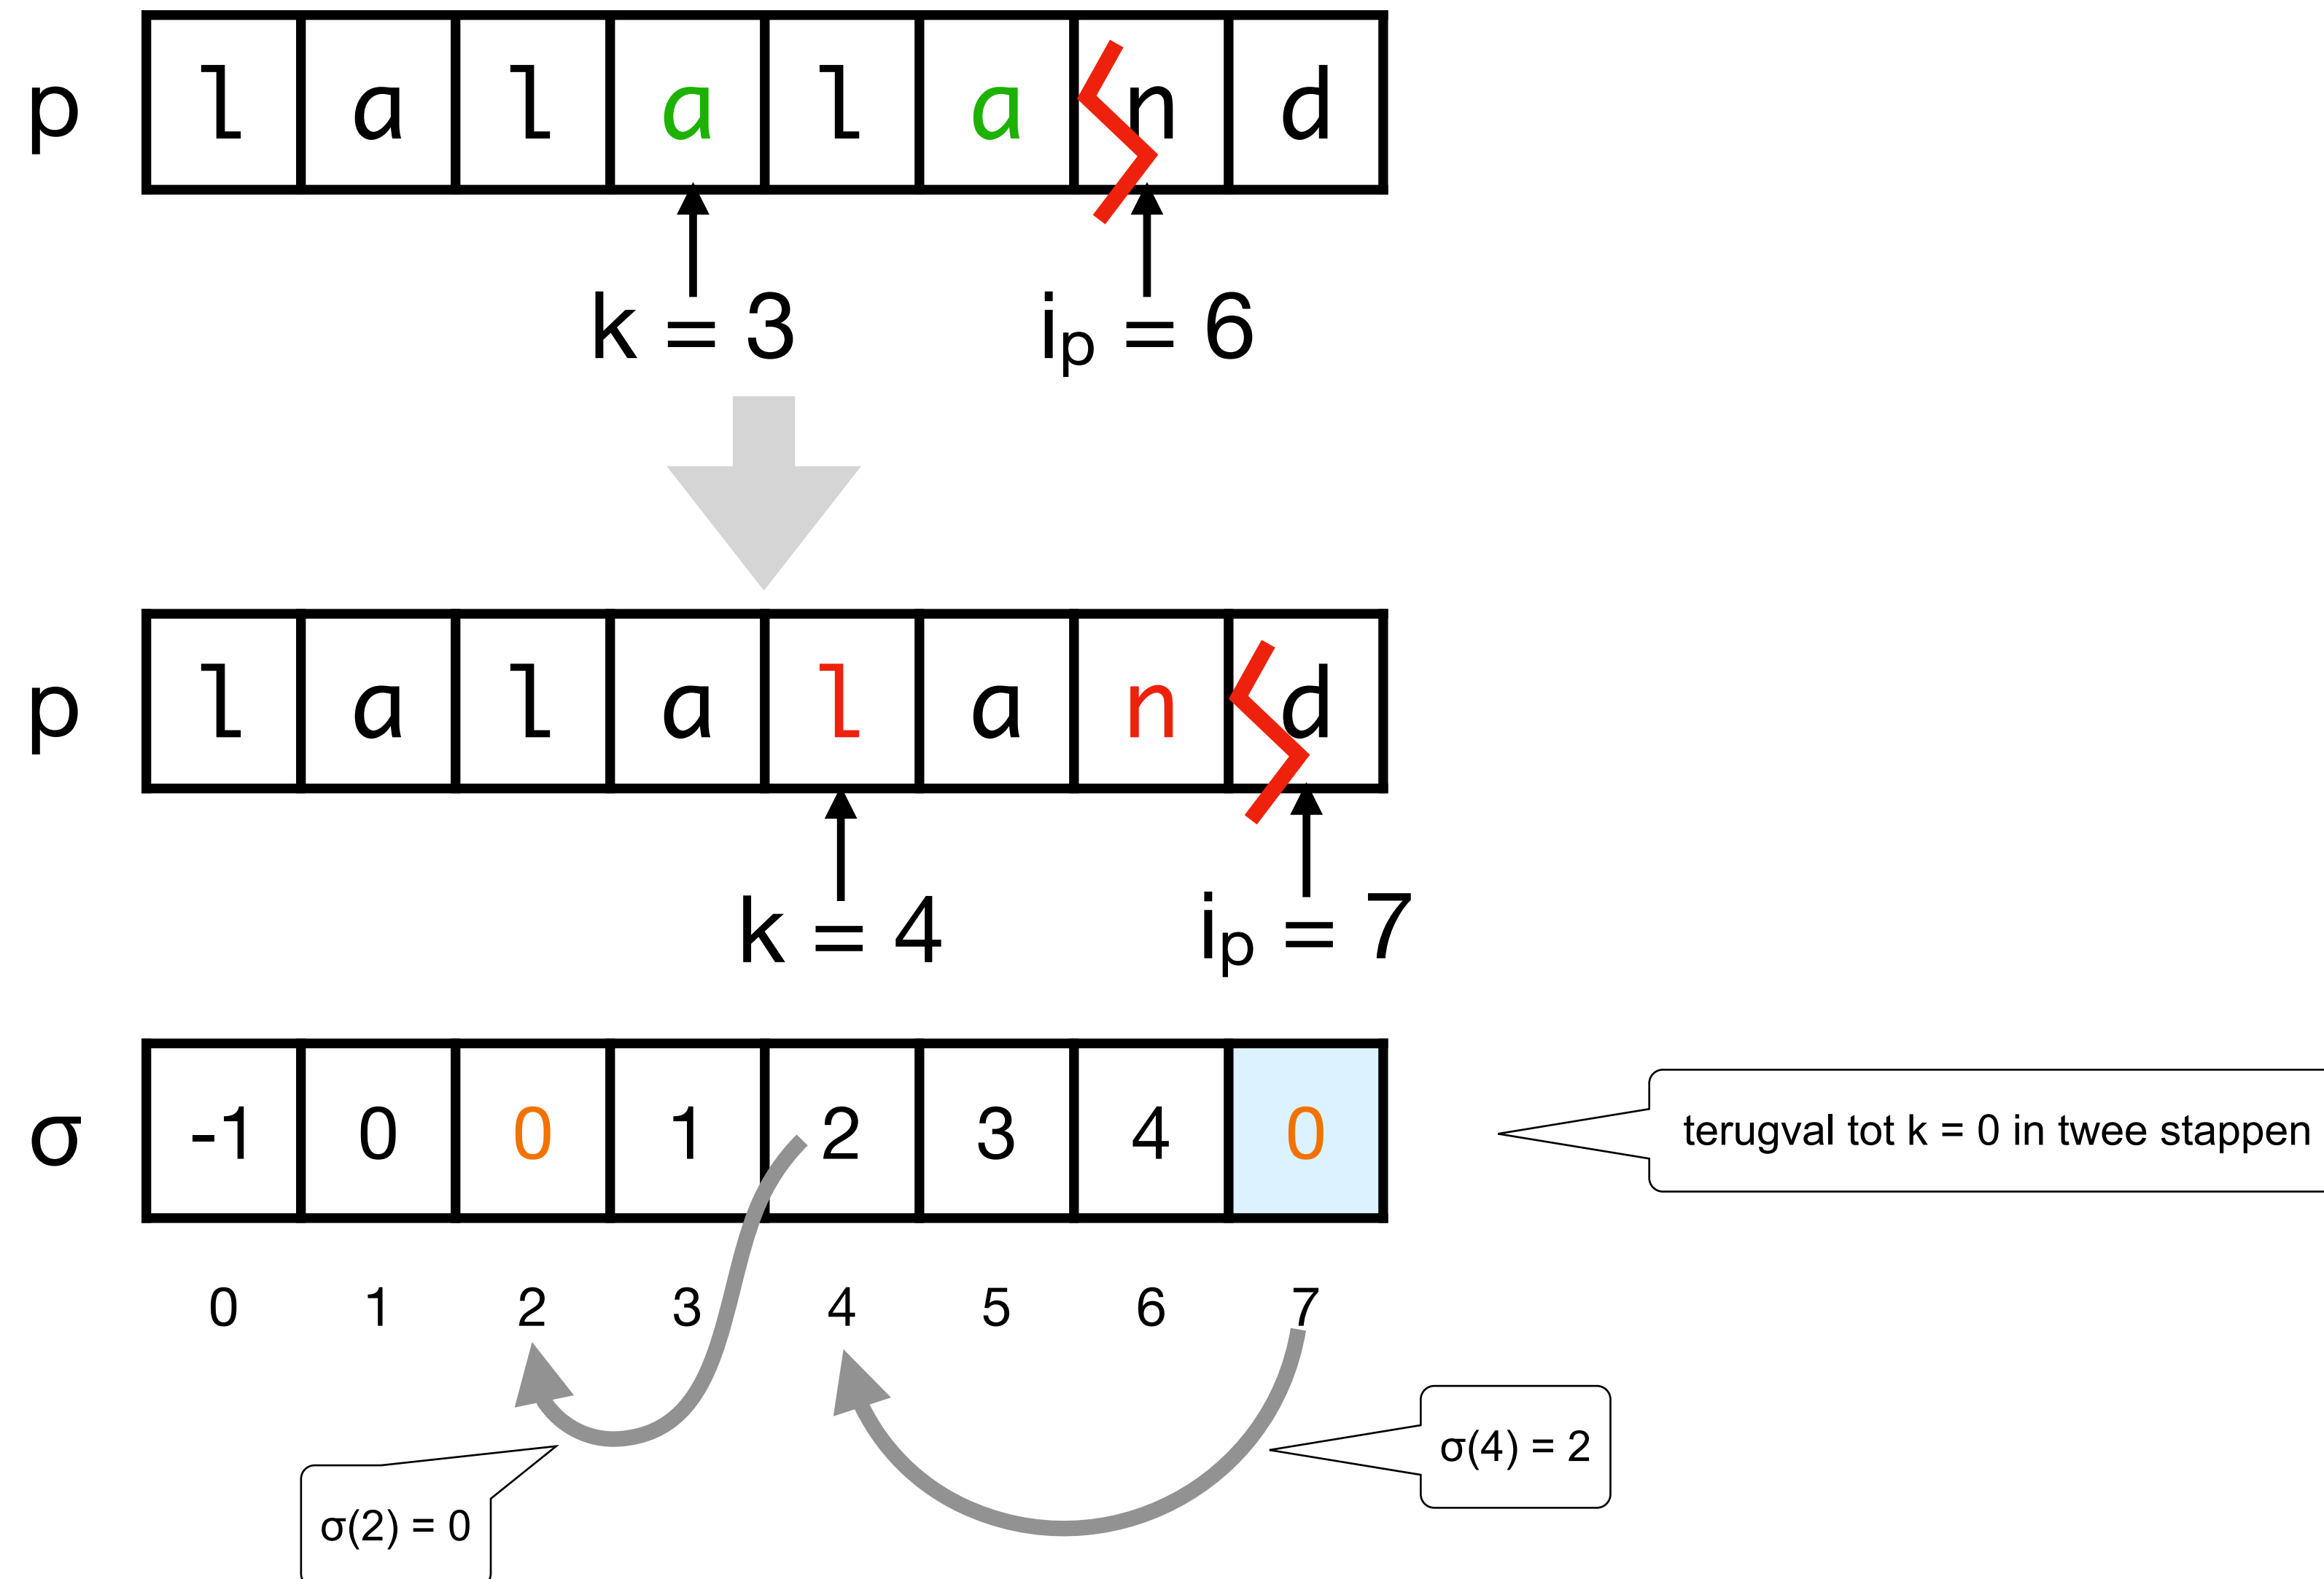 p l a l a l a n d
k = 3 iₚ = 6
p l a l a l a n d
k = 4 iₚ = 7
σ -1 0 0 1 2 3 4 0
terugval tot k = 0 in twee stappen
0 1 2 3 4 5 6 7
σ(4) = 2
σ(2) = 0